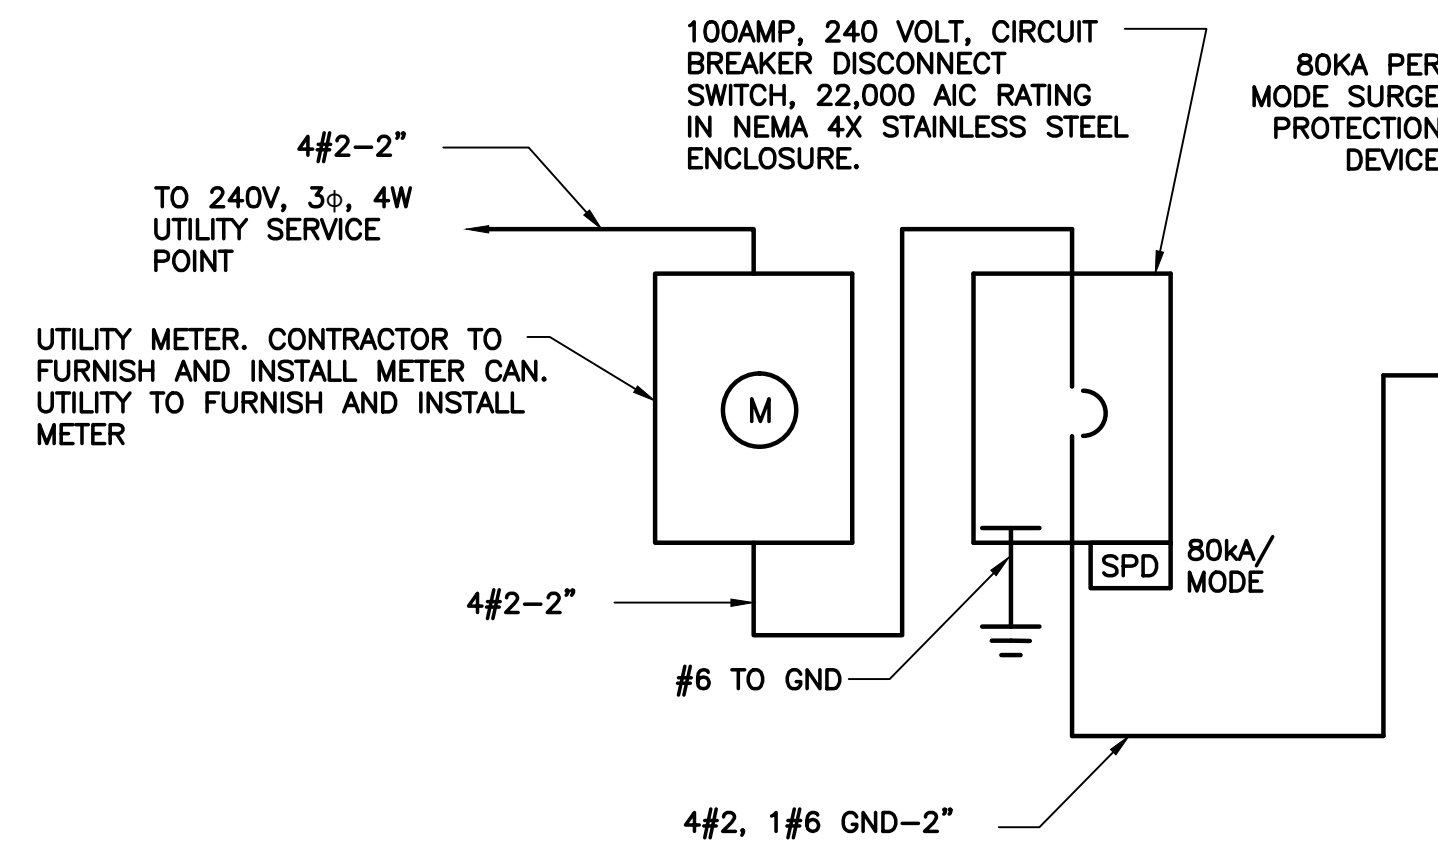 100AMP, 240 VOLT, CIRCUIT
BREAKER DISCONNECT
SWITCH, 22,000 AIC RATING
IN NEMA 4X STAINLESS STEEL
ENCLOSURE.
80KA PER
MODE SURGE
PROTECTION
DEVICE
4#2-2"
TO 240V, 3ϕ, 4W
UTILITY SERVICE
POINT
UTILITY METER. CONTRACTOR TO
FURNISH AND INSTALL METER CAN.
UTILITY TO FURNISH AND INSTALL
METER
M
SPD
80kA/
MODE
4#2-2"
#6 TO GND
4#2, 1#6 GND-2"